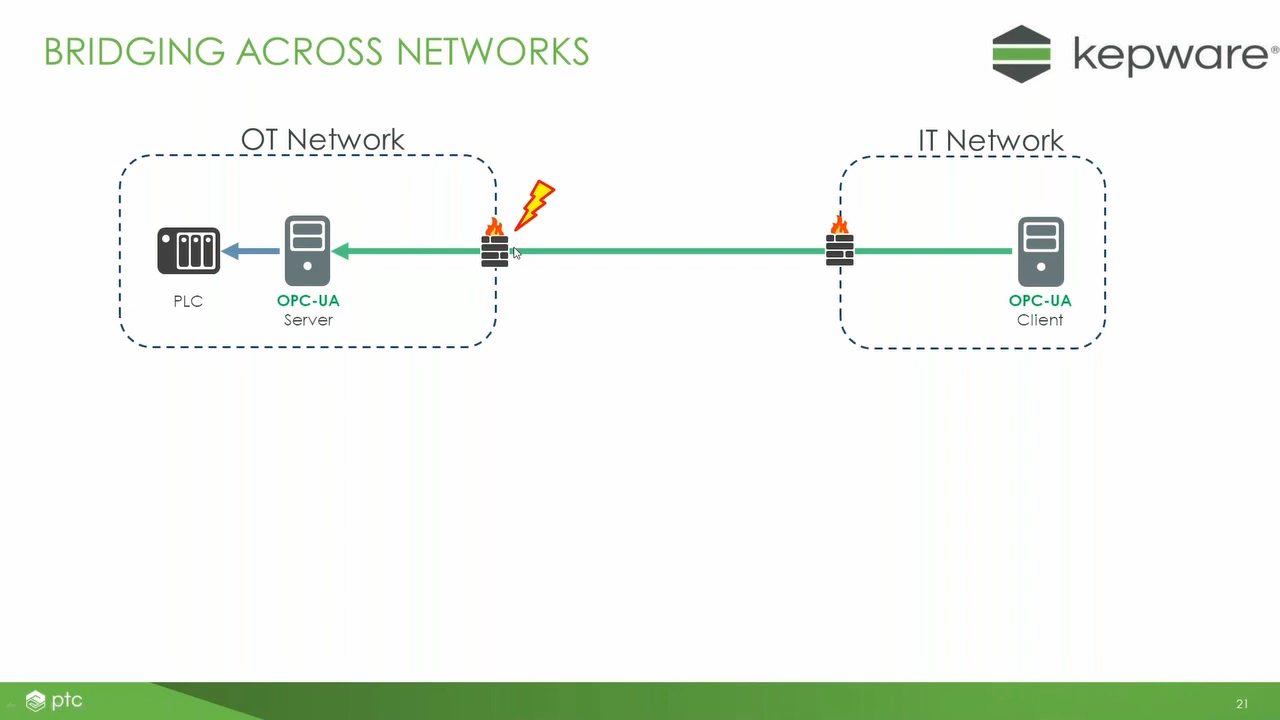 BRIDGING ACROSS NETWORKS
kepware®
OT Network
IT Network
PLC
OPC-UA
Server
OPC-UA
Client
ptc
21